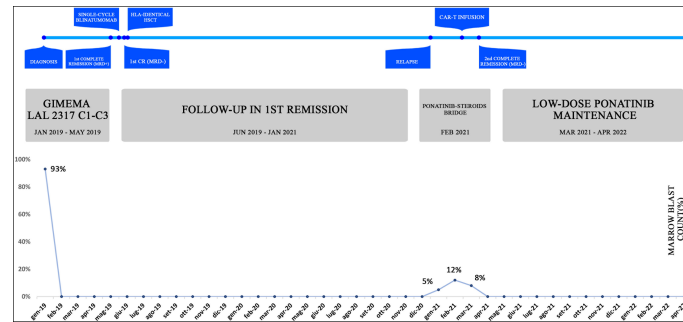 SINGLE-CYCLE
BLINATUMOMAB
HLA-IDENTICAL
HSCT
CAR-T INFUSION
DIAGNOSIS
1st COMPLETE
REMISSION (MRD+)
1st CR (MRD-)
RELAPSE
2nd COMPLETE
REMISSION (MRD-)
GIMEMA
LAL 2317 C1-C3
JAN 2019 - MAY 2019
FOLLOW-UP IN 1ST REMISSION
JUN 2019 - JAN 2021
PONATINIB-STEROIDS
BRIDGE
FEB 2021
LOW-DOSE PONATINIB
MAINTENANCE
MAR 2021 - APR 2022
100%
80%
60%
40%
20%
0%
93%
5%
12%
8%
MARROW BLAST
COUNT(%)
gen-19
feb-19
mar-19
apr-19
mag-19
giu-19
lug-19
ago-19
set-19
ott-19
nov-19
dic-19
gen-20
feb-20
mar-20
apr-20
mag-20
giu-20
lug-20
ago-20
set-20
ott-20
nov-20
dic-20
gen-21
feb-21
mar-21
apr-21
mag-21
giu-21
lug-21
ago-21
set-21
ott-21
nov-21
dic-21
gen-22
feb-22
mar-22